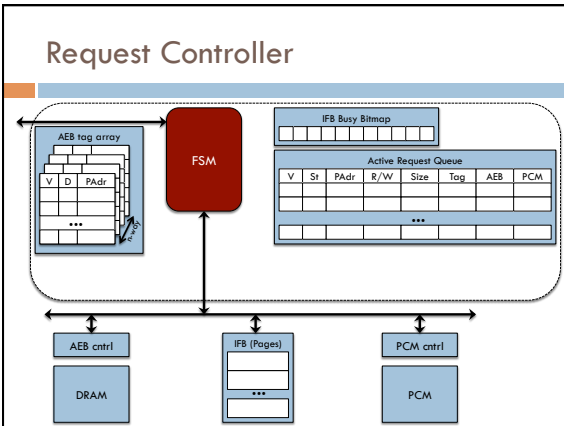 Request Controller
IFB Busy Bitmap
AEB tag array
FSM
Active Request Queue
V St PAdr R/W Size Tag AEB PCM
V D PAdr
•••
•••
n-way
AEB cntrl
IFB (Pages)
PCM cntrl
•••
DRAM
PCM